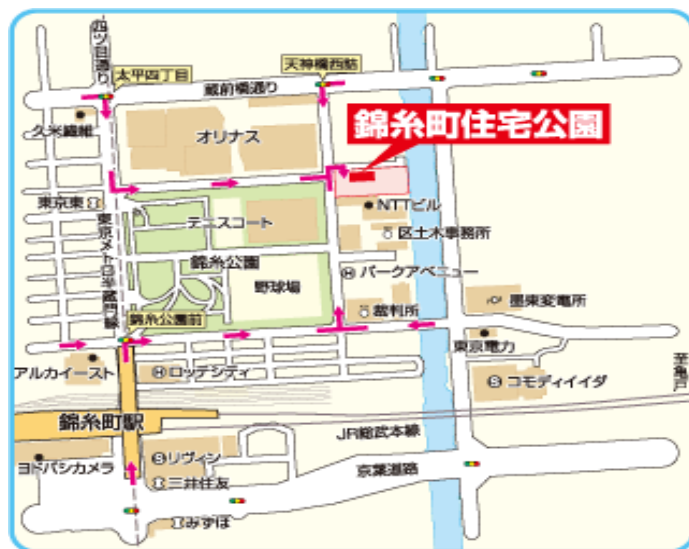 四ツ目通り
太平四丁目
天神橋西詰
蔵前橋通り
久米繊維
オリナス
錦糸町住宅公園
東京東
テニスコート
NTTビル
区土木事務所
東京メトロ半蔵門線
錦糸公園
野球場
パークアベニュー
墨東変電所
裁判所
錦糸公園前
東京電力
アルカイースト
ロッテシティ
コモディイイダ
至亀戸
錦糸町駅
JR総武本線
ヨドバシカメラ
リヴィン
京葉道路
三井住友
みずほ